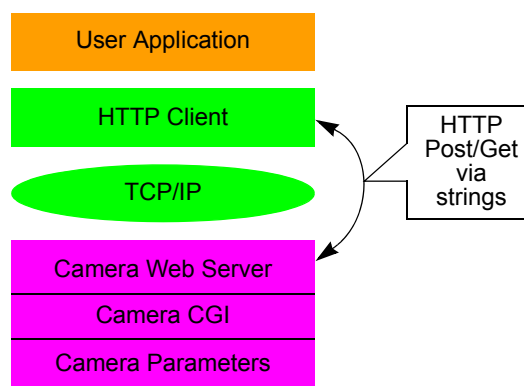 User Application
HTTP Client
HTTP
Post/Get
via
strings
TCP/IP
Camera Web Server
Camera CGI
Camera Parameters